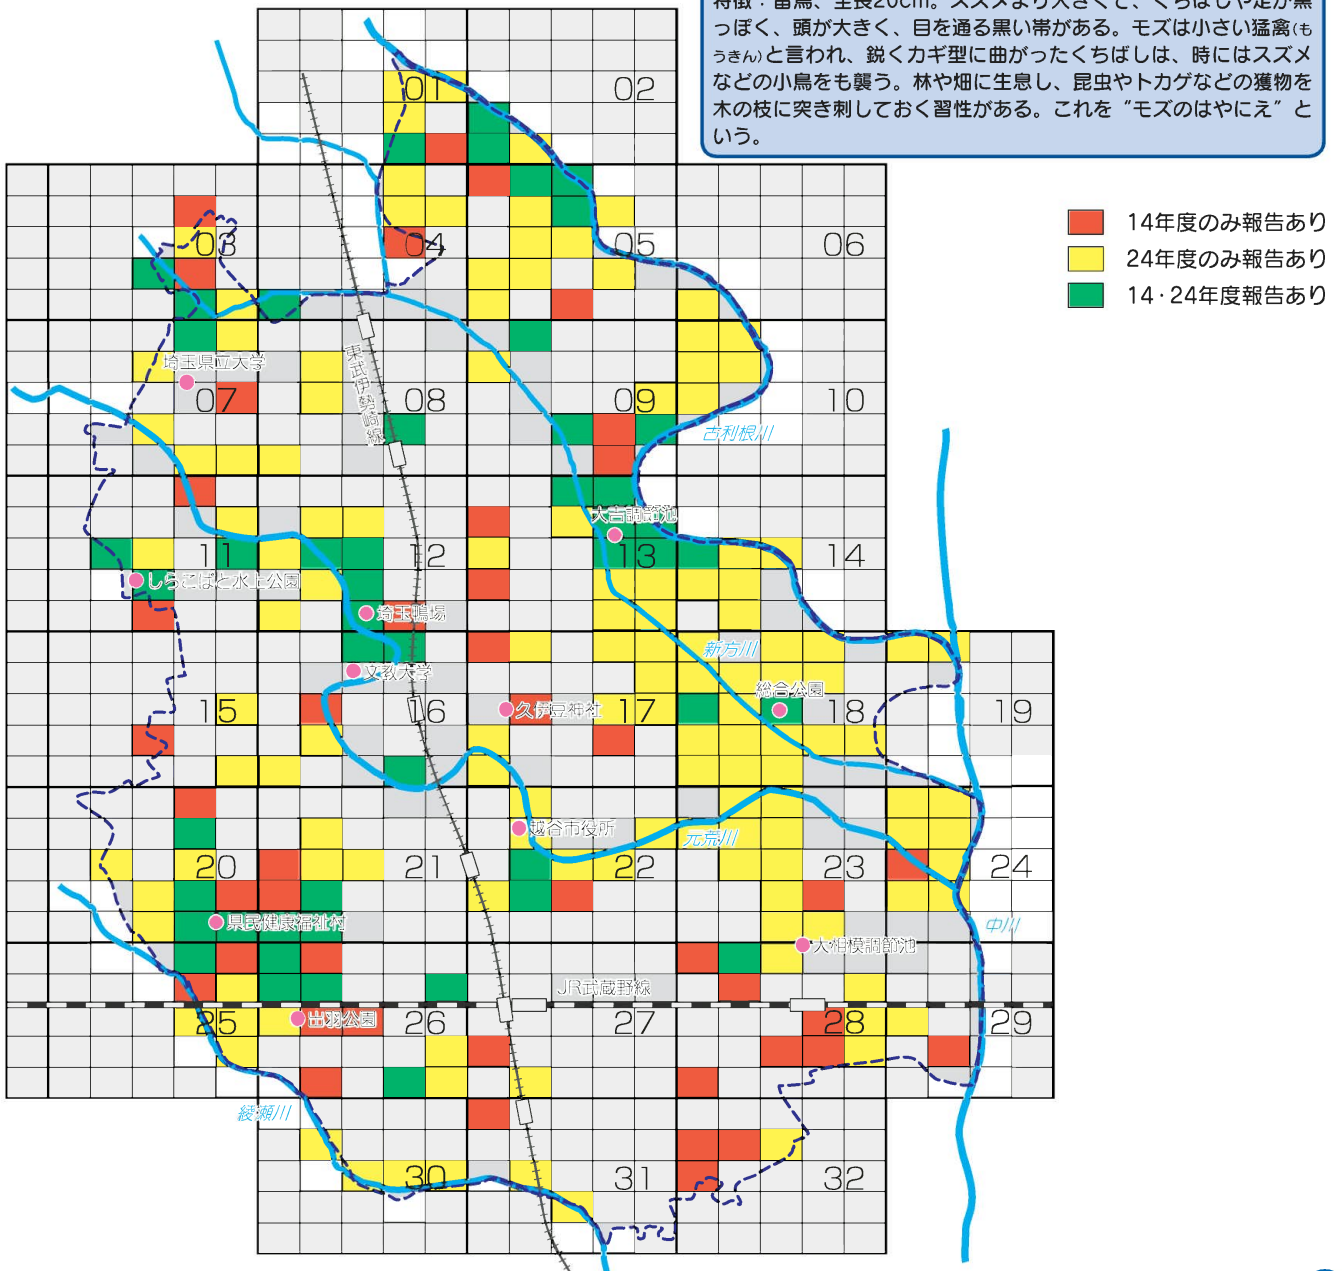 特徴：留鳥、全長20cm。スズメより大きくて、くちばしや足が黒
っぽく、頭が大きく、目を通る黒い帯がある。モズは小さい猛禽(も
うきん)と言われ、鋭くカギ型に曲がったくちばしは、時にはスズメ
などの小鳥をも襲う。林や畑に生息し、昆虫やトカゲなどの獲物を
木の枝に突き刺しておく習性がある。これを“モズのはやにえ”と
いう。
14年度のみ報告あり
24年度のみ報告あり
14・24年度報告あり
01
02
03
04
05
06
埼玉県立大学
東武伊勢崎線
07
08
09
10
古利根川
大吉調節池
11
12
13
14
しらこばと水上公園
埼玉鴨場
新方川
文教大学
総合公園
15
16
久伊豆神社
17
18
19
越谷市役所
元荒川
20
21
22
23
24
県民健康福祉村
中川
大相模調節池
JR武蔵野線
出羽公園
25
26
27
28
29
綾瀬川
30
31
32